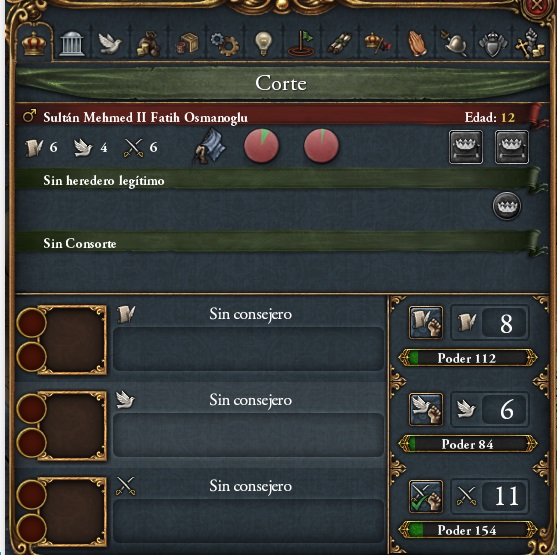 Corte
Sultán Mehmed II Fatih Osmanoglu Edad: 12
6 4 6
Sin heredero legítimo
Sin Consorte
Sin consejero 8
Poder 112
Sin consejero 6
Poder 84
Sin consejero 11
Poder 154